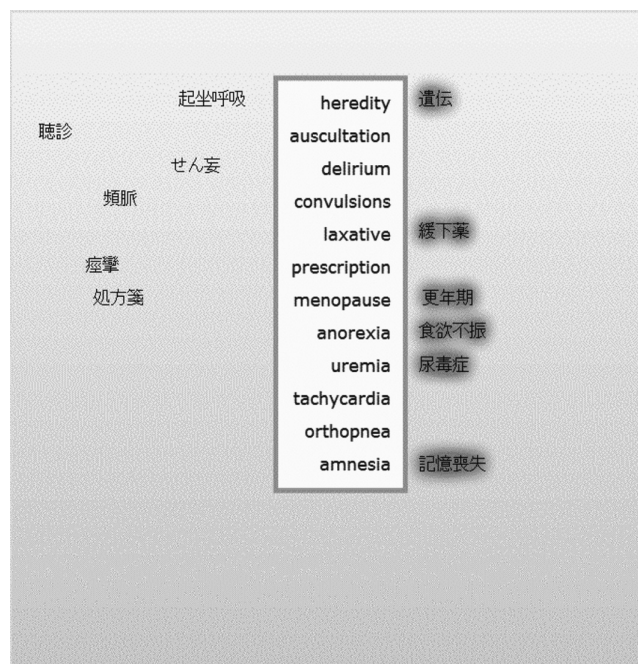 起坐呼吸 heredity 遺伝
聴診 auscultation
せん妄 delirium
頻脈 convulsions
laxative 緩下薬
痙攣 prescription
処方箋 menopause 更年期
anorexia 食欲不振
uremia 尿毒症
tachycardia
orthopnea
amnesia 記憶喪失